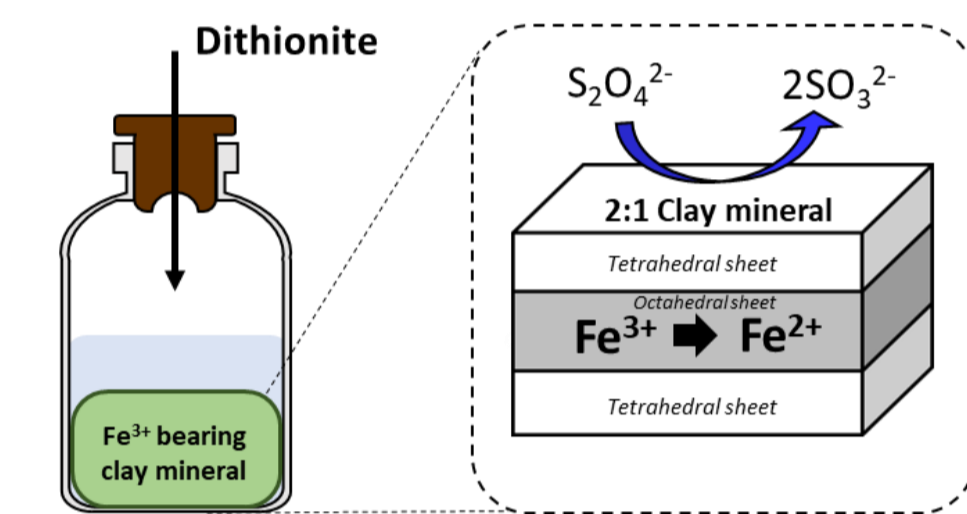 Dithionite
Fe³⁺ bearing
clay mineral
S₂O₄²⁻
2SO₃²⁻
2:1 Clay mineral
Tetrahedral sheet
Octahedral sheet
Fe³⁺ Fe²⁺
Tetrahedral sheet